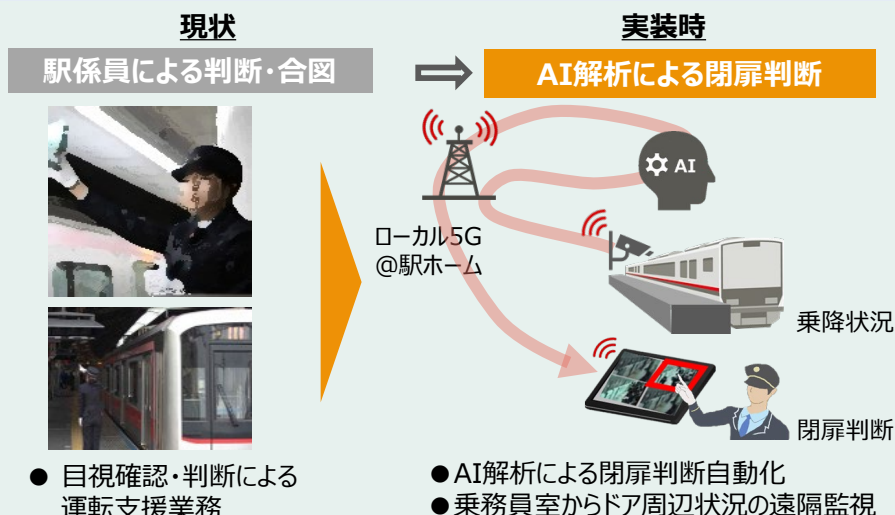 現状
駅係員による判断・合図
実装時
AI解析による閉扉判断
AI
ローカル5G
@駅ホーム
乗降状況
閉扉判断
● 目視確認・判断による
運転支援業務
●AI解析による閉扉判断自動化
●乗務員室からドア周辺状況の遠隔監視